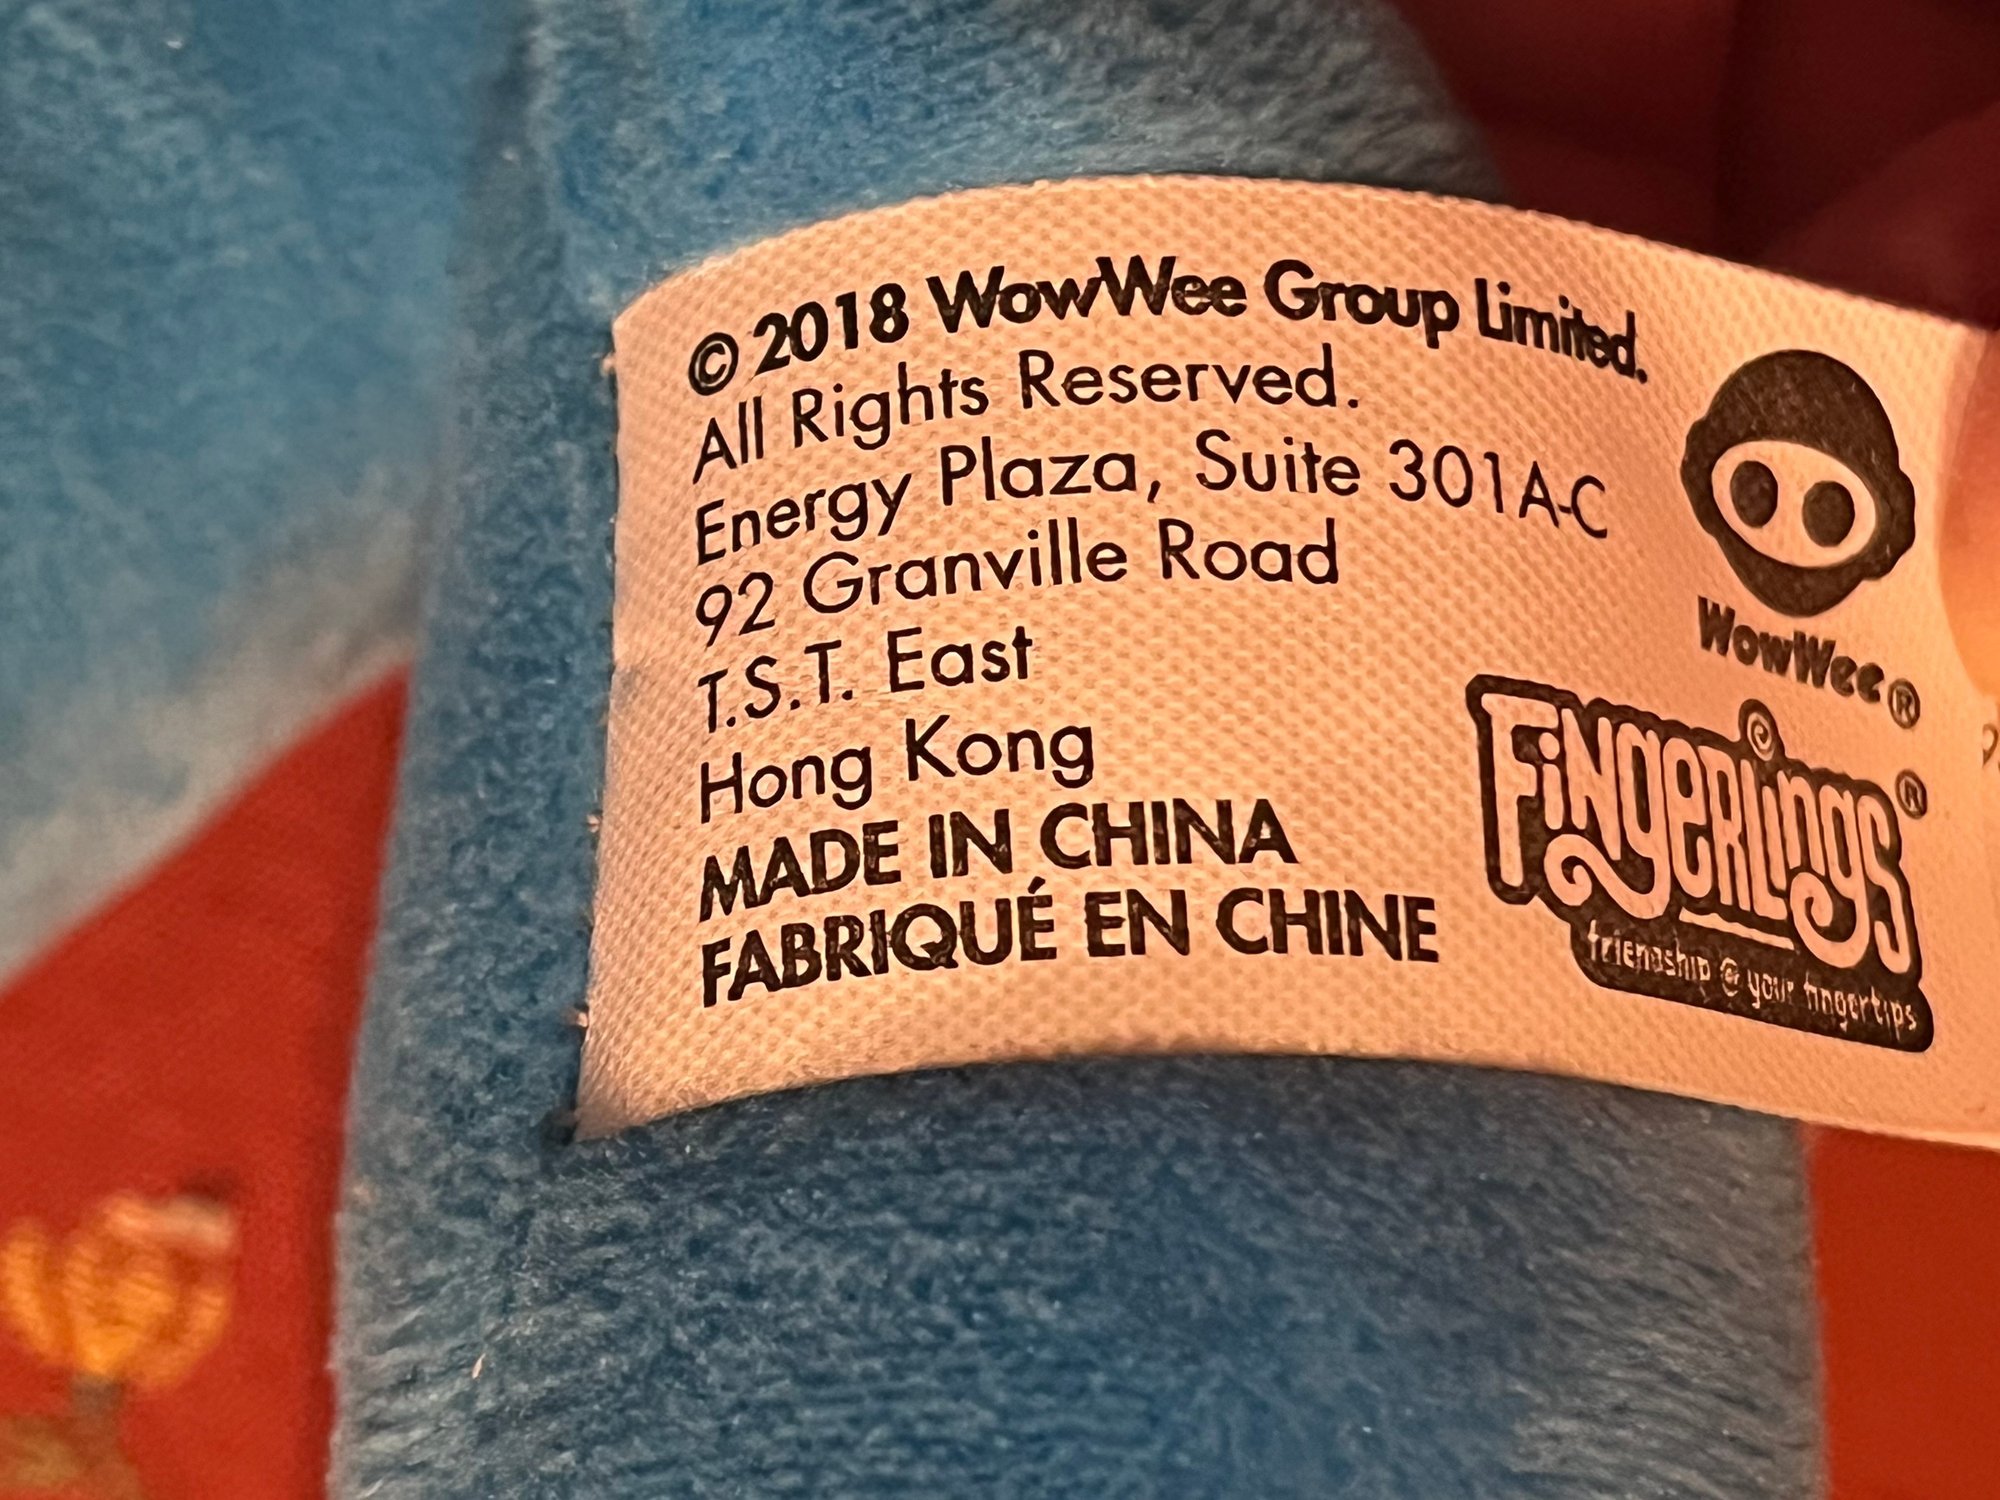 © 2018 WowWee Group Limited.
All Rights Reserved.
Energy Plaza, Suite 301A-C
92 Granville Road
T.S.T. East
Hong Kong
MADE IN CHINA
FABRIQUÉ EN CHINE
WowWee®
FiNgeRLings®
friendship @ your fingertips